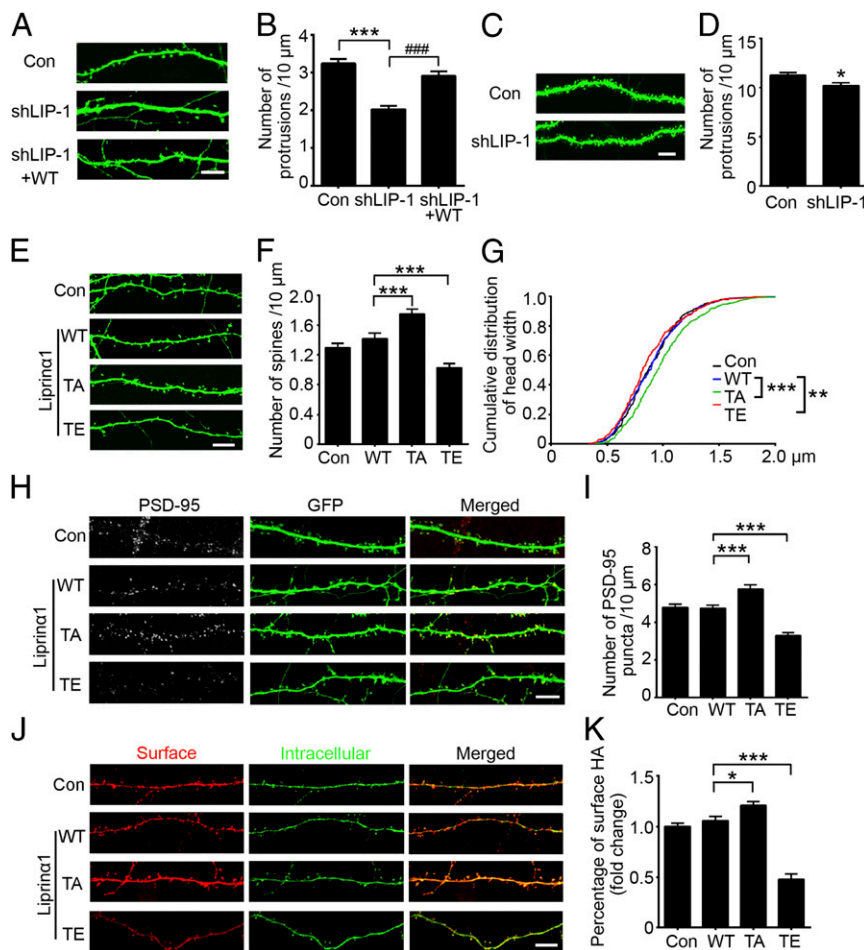 A
Con
shLIP-1
shLIP-1
+WT
B
Number of
protrusions /10 µm
4
3
2
1
0
***
###
Con shLIP-1 shLIP-1
+WT
C
Con
shLIP-1
D
Number of
protrusions /10 µm
15
10
5
0
*
Con shLIP-1
E
Con
Liprinα1
WT
TA
TE
F
Number of spines /10 µm
2.0
1.6
1.2
0.8
0.4
0
***
***
Con WT TA TE
G
Cumulative distribution
of head width
1.0
0.8
0.6
0.4
0.2
0
0 0.5 1.0 1.5 2.0 µm
Con
WT
TA
TE
***
**
H
PSD-95 GFP Merged
Con
Liprinα1
WT
TA
TE
I
Number of PSD-95
puncta /10 µm
8
6
4
2
0
***
***
Con WT TA TE
J
Surface Intracellular Merged
Con
Liprinα1
WT
TA
TE
K
Percentage of surface HA
(fold change)
1.5
1.0
0.5
0
***
*
Con WT TA TE